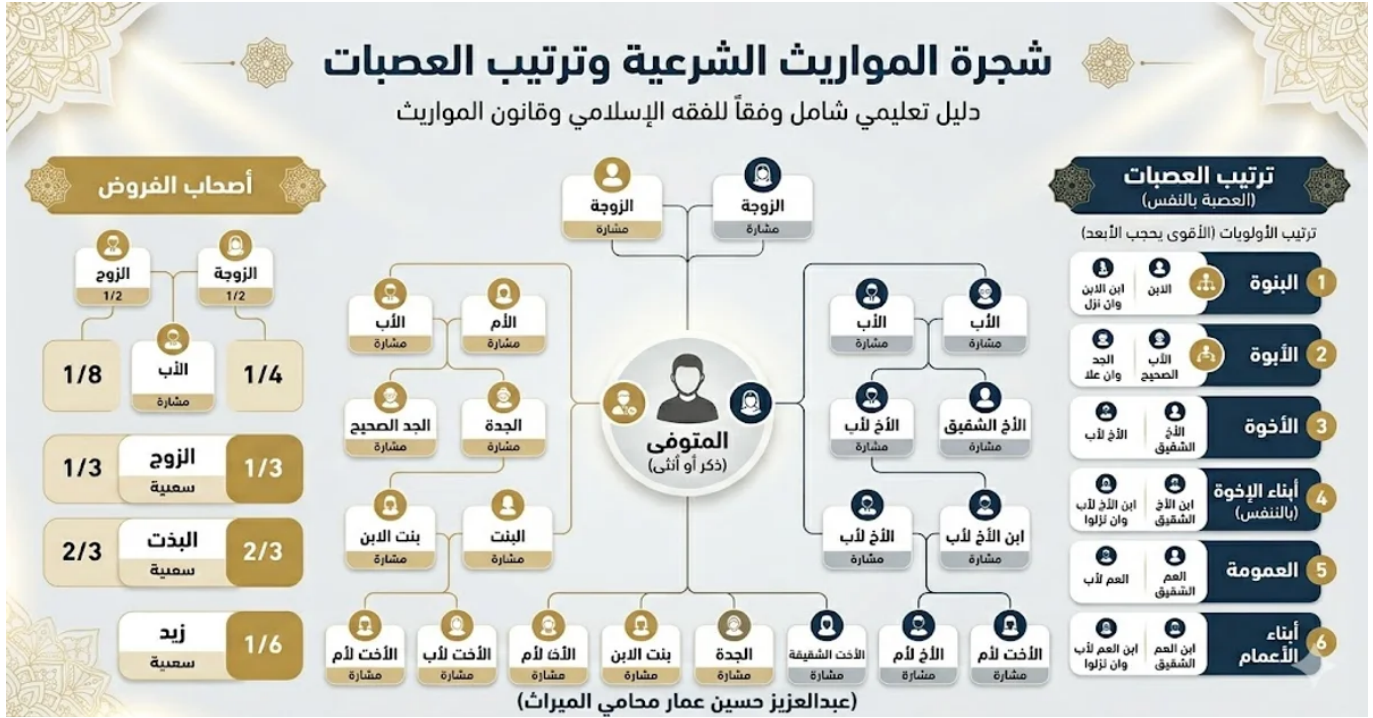 شجرة المواريث الشرعية وترتيب العصبات
دليل تعليمي شامل وفقاً للفقه الإسلامي وقانون المواريث
ترتيب العصبات
(العصبة بالنفس)
ترتيب الأولويات (الأقوى يحجب الأبعد)
1 البنوة
الابن
ابن الابن
وان نزل
2 الأبوة
الأب
الصحيح
الجد
وان علا
3 الأخوة
الأخ
الشقيق
الأخ لأب
4 أبناء الإخوة
(بالننفس)
ابن الأخ
الشقيق
ابن الأخ لأب
وان نزلوا
5 العمومة
العم
الشقيق
العم لأب
6 أبناء
الأعمام
ابن العم
الشقيق
ابن العم لأب
وان نزلوا
الزوجة
مشارة
الزوجة
مشارة
الأب
مشارة
الأب
مشارة
الأخ الشقيق
مشارة
الأخ لأب
مشارة
ابن الأخ لأب
مشارة
الأخ لأب
مشارة
المتوفى
(ذكر أو أنثى)
الأم
مشارة
الأب
مشارة
الجدة
مشارة
الجد الصحيح
مشارة
البنت
مشارة
بنت الابن
مشارة
الأخت لأم
مشارة
الأخ لأم
مشارة
الأخت الشقيقة
مشارة
الجدة
مشارة
بنت الابن
مشارة
الأخا لأم
مشارة
الأخت لأب
مشارة
الأخت لأم
مشارة
أصحاب الفروض
الزوجة
1/2
الزوج
1/2
1/4
الأب
مشارة
1/8
1/3
الزوج
سعبية
1/3
2/3
البذت
سعبية
2/3
1/6
زيد
سعبية
(عبدالعزيز حسين عمار محامي الميراث)